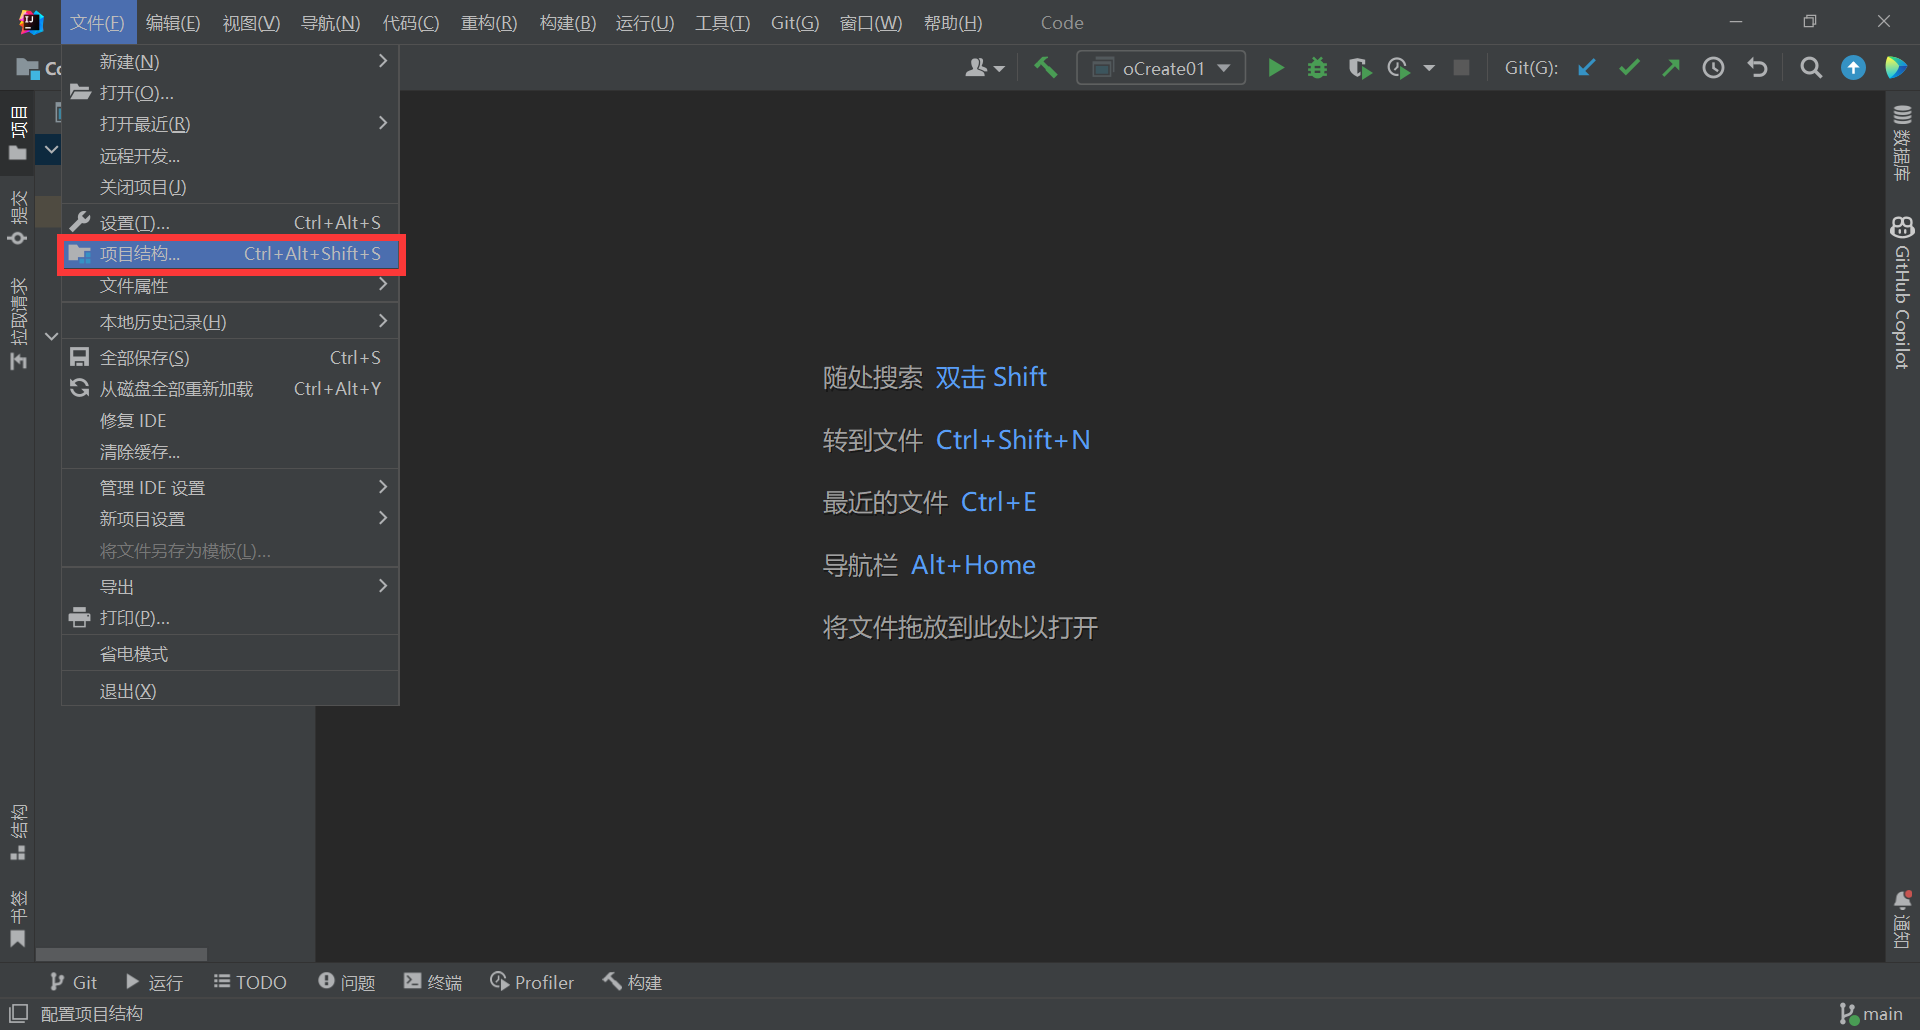 文件(F) 编辑(E) 视图(V) 导航(N) 代码(C) 重构(R) 构建(B) 运行(U) 工具(T) Git(G) 窗口(W) 帮助(H) Code
oCreate01 Git(G):
新建(N)
打开(O)...
打开最近(R)
远程开发...
关闭项目(J)
设置(T)... Ctrl+Alt+S
项目结构... Ctrl+Alt+Shift+S
文件属性
本地历史记录(H)
全部保存(S) Ctrl+S
从磁盘全部重新加载 Ctrl+Alt+Y
修复 IDE
清除缓存...
管理 IDE 设置
新项目设置
将文件另存为模板(L)...
导出
打印(P)...
省电模式
退出(X)
项目
提交
拉取请求
结构
书签
随处搜索 双击 Shift
转到文件 Ctrl+Shift+N
最近的文件 Ctrl+E
导航栏 Alt+Home
将文件拖放到此处以打开
数据库
GitHub Copilot
通知
Git 运行 TODO 问题 终端 Profiler 构建
配置项目结构 main